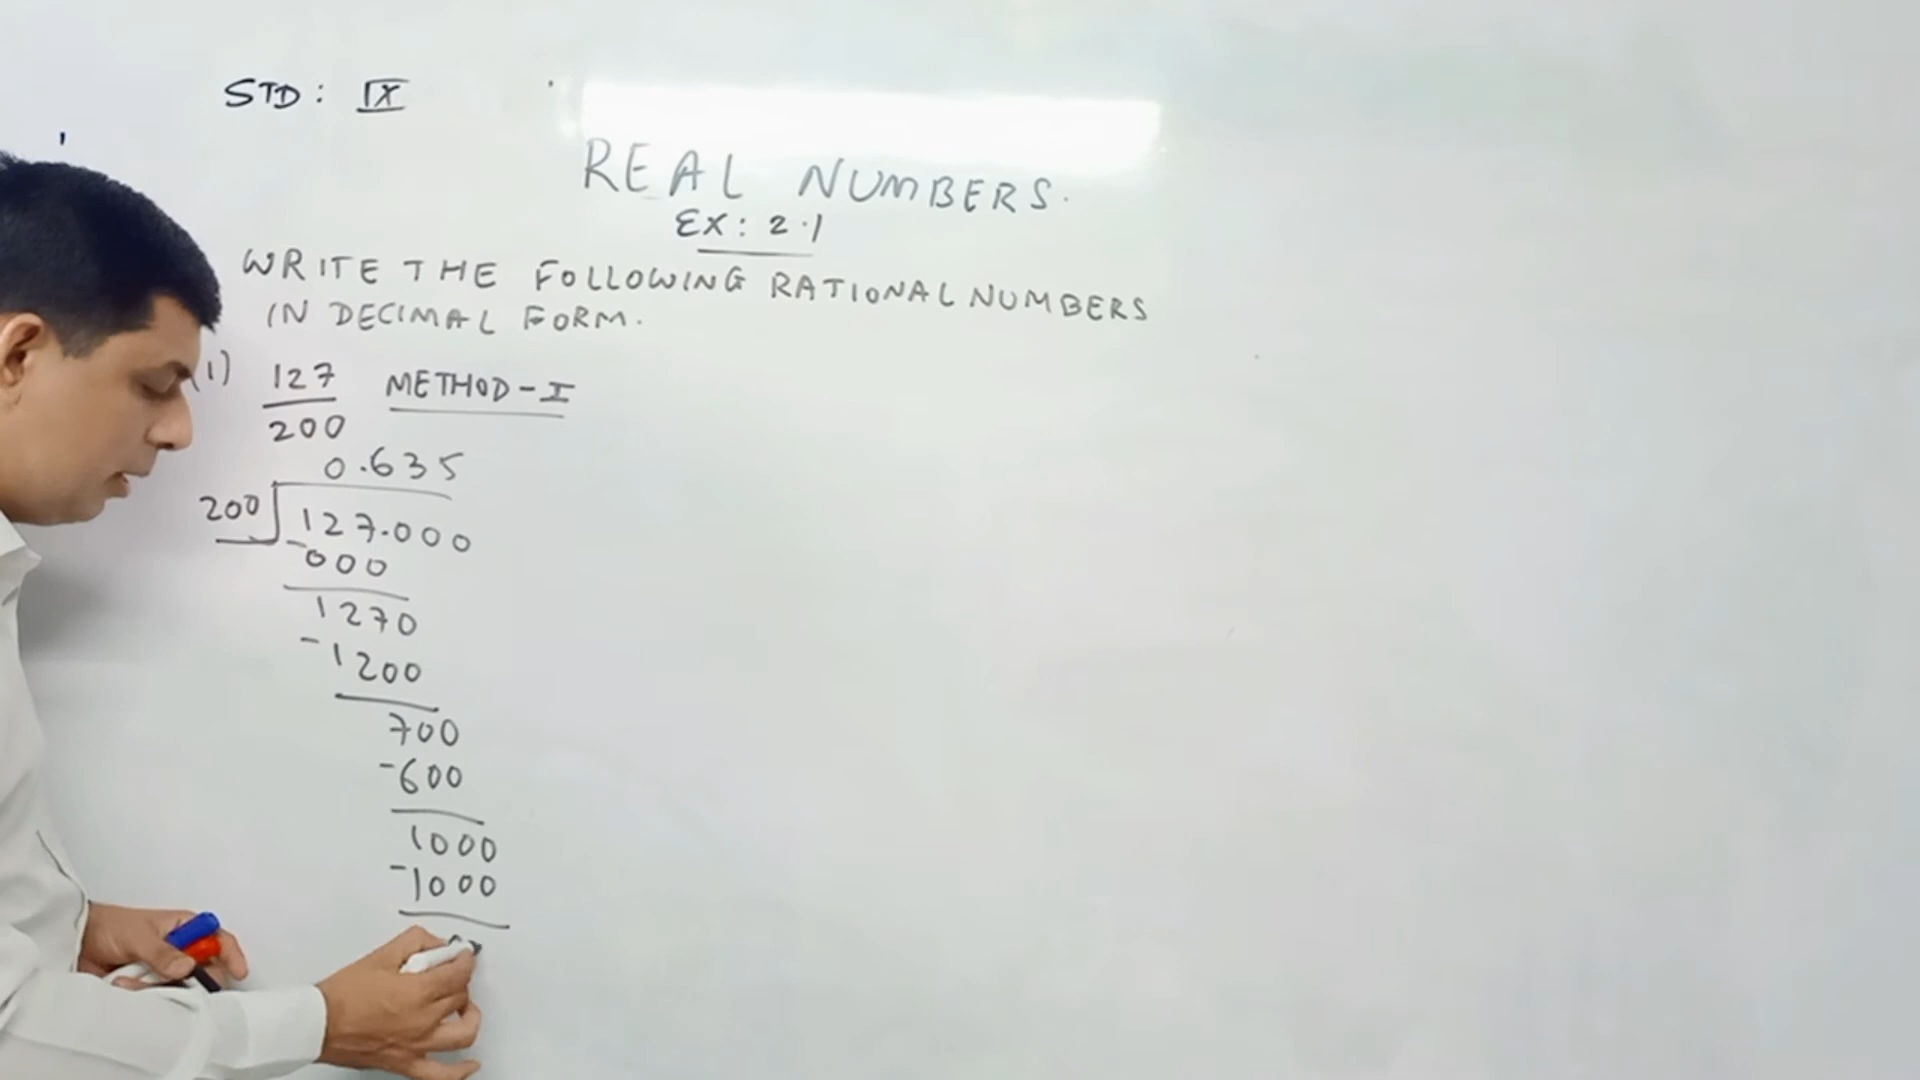 STD: IX
REAL NUMBERS.
EX: 2.1
WRITE THE FOLLOWING RATIONAL NUMBERS
IN DECIMAL FORM.
(1) 127 METHOD-I
200
0.635
200 127.000
-000
1270
-1200
700
-600
1000
-1000